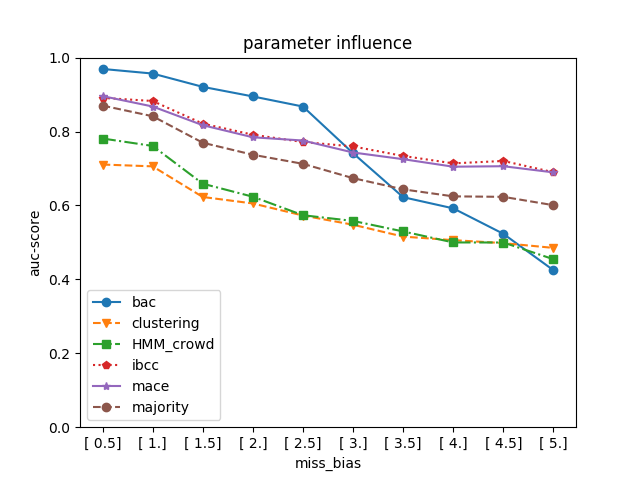 parameter influence
1.0
0.8
0.6
0.4
0.2
0.0
auc-score
bac
clustering
HMM_crowd
ibcc
mace
majority
[ 0.5] [ 1.] [ 1.5] [ 2.] [ 2.5] [ 3.] [ 3.5] [ 4.] [ 4.5] [ 5.]
miss_bias